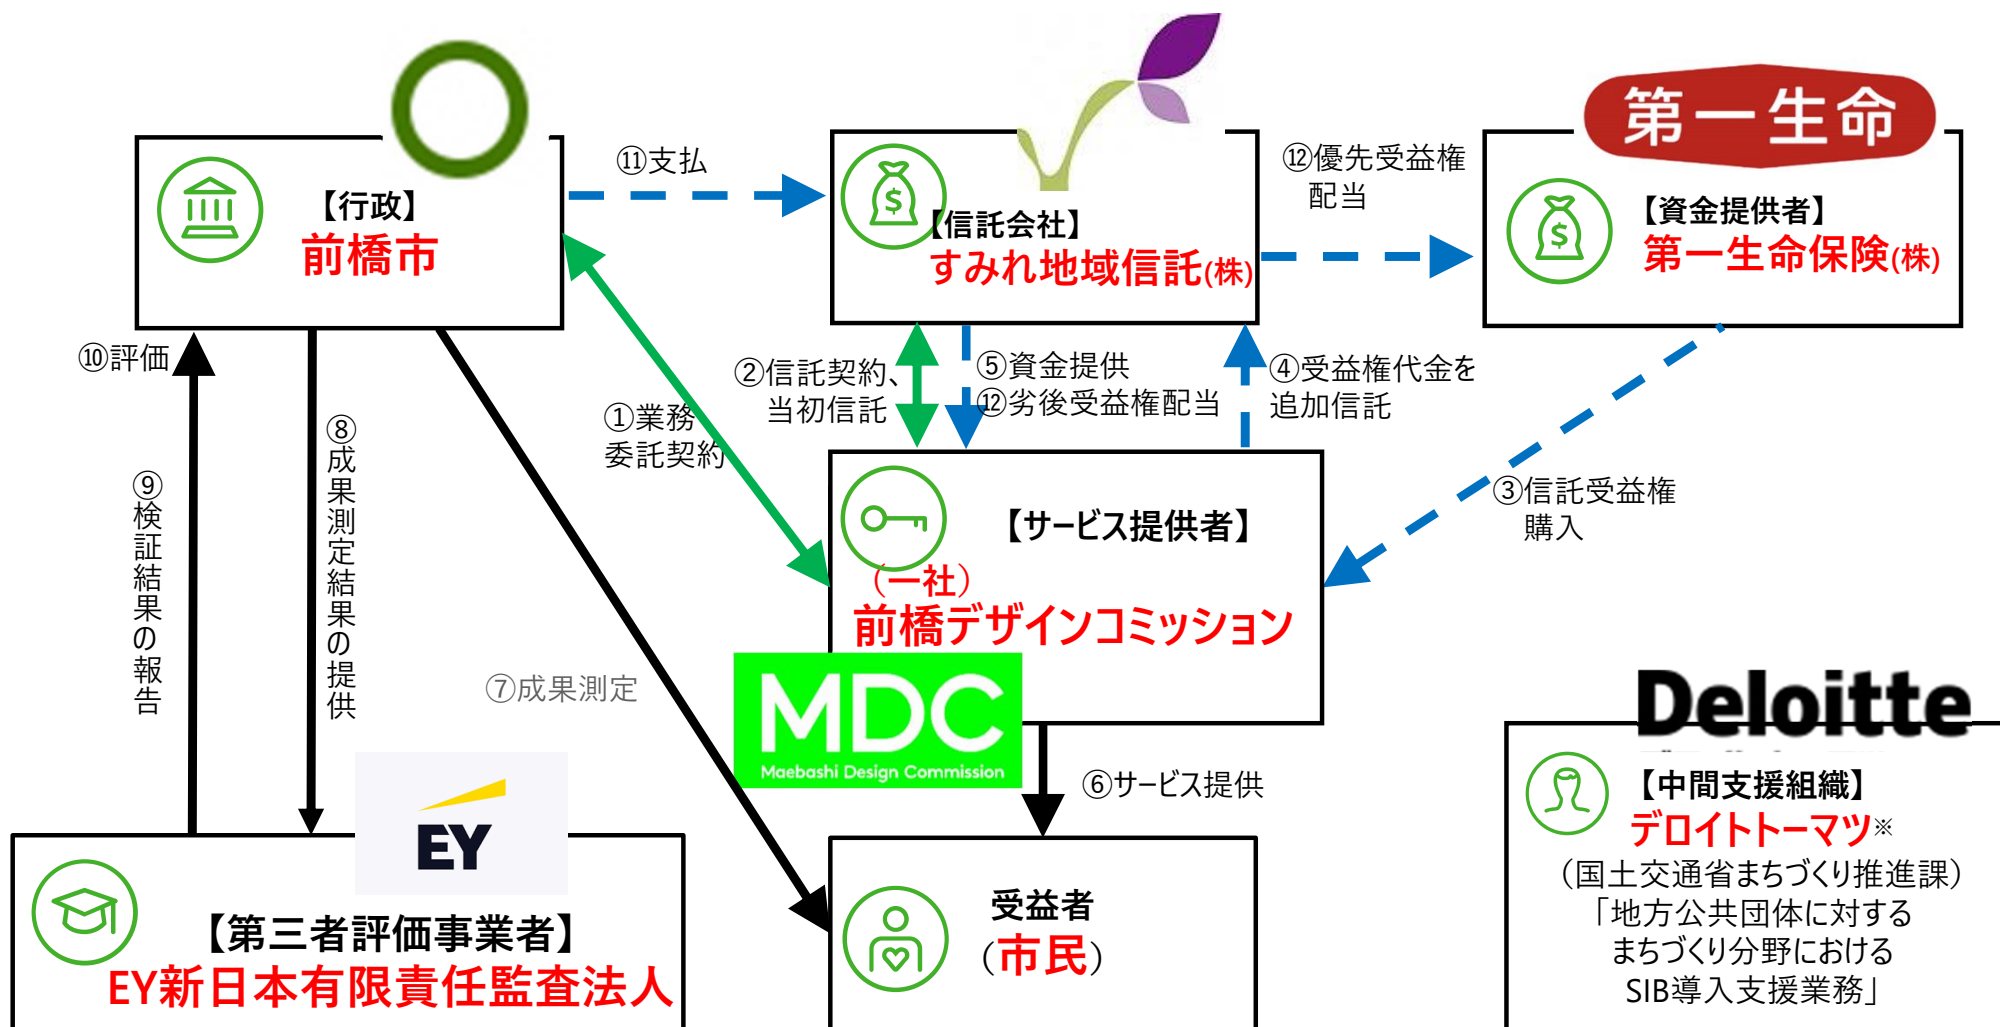 第一生命
【行政】
前橋市
⑪支払
【信託会社】
すみれ地域信託(株)
⑫優先受益権
配当
【資金提供者】
第一生命保険(株)
⑩評価
①業務
委託契約
②信託契約、
当初信託
⑤資金提供
⑫劣後受益権配当
④受益権代金を
追加信託
③信託受益権
購入
⑧成果測定結果の提供
⑨検証結果の報告
【サービス提供者】
（一社）
前橋デザインコミッション
MDC
Maebashi Design Commission
⑦成果測定
⑥サービス提供
EY
【第三者評価事業者】
EY新日本有限責任監査法人
受益者
（市民）
Deloitte
【中間支援組織】
デロイトトーマツ※
（国土交通省まちづくり推進課）
「地方公共団体に対する
まちづくり分野における
SIB導入支援業務」